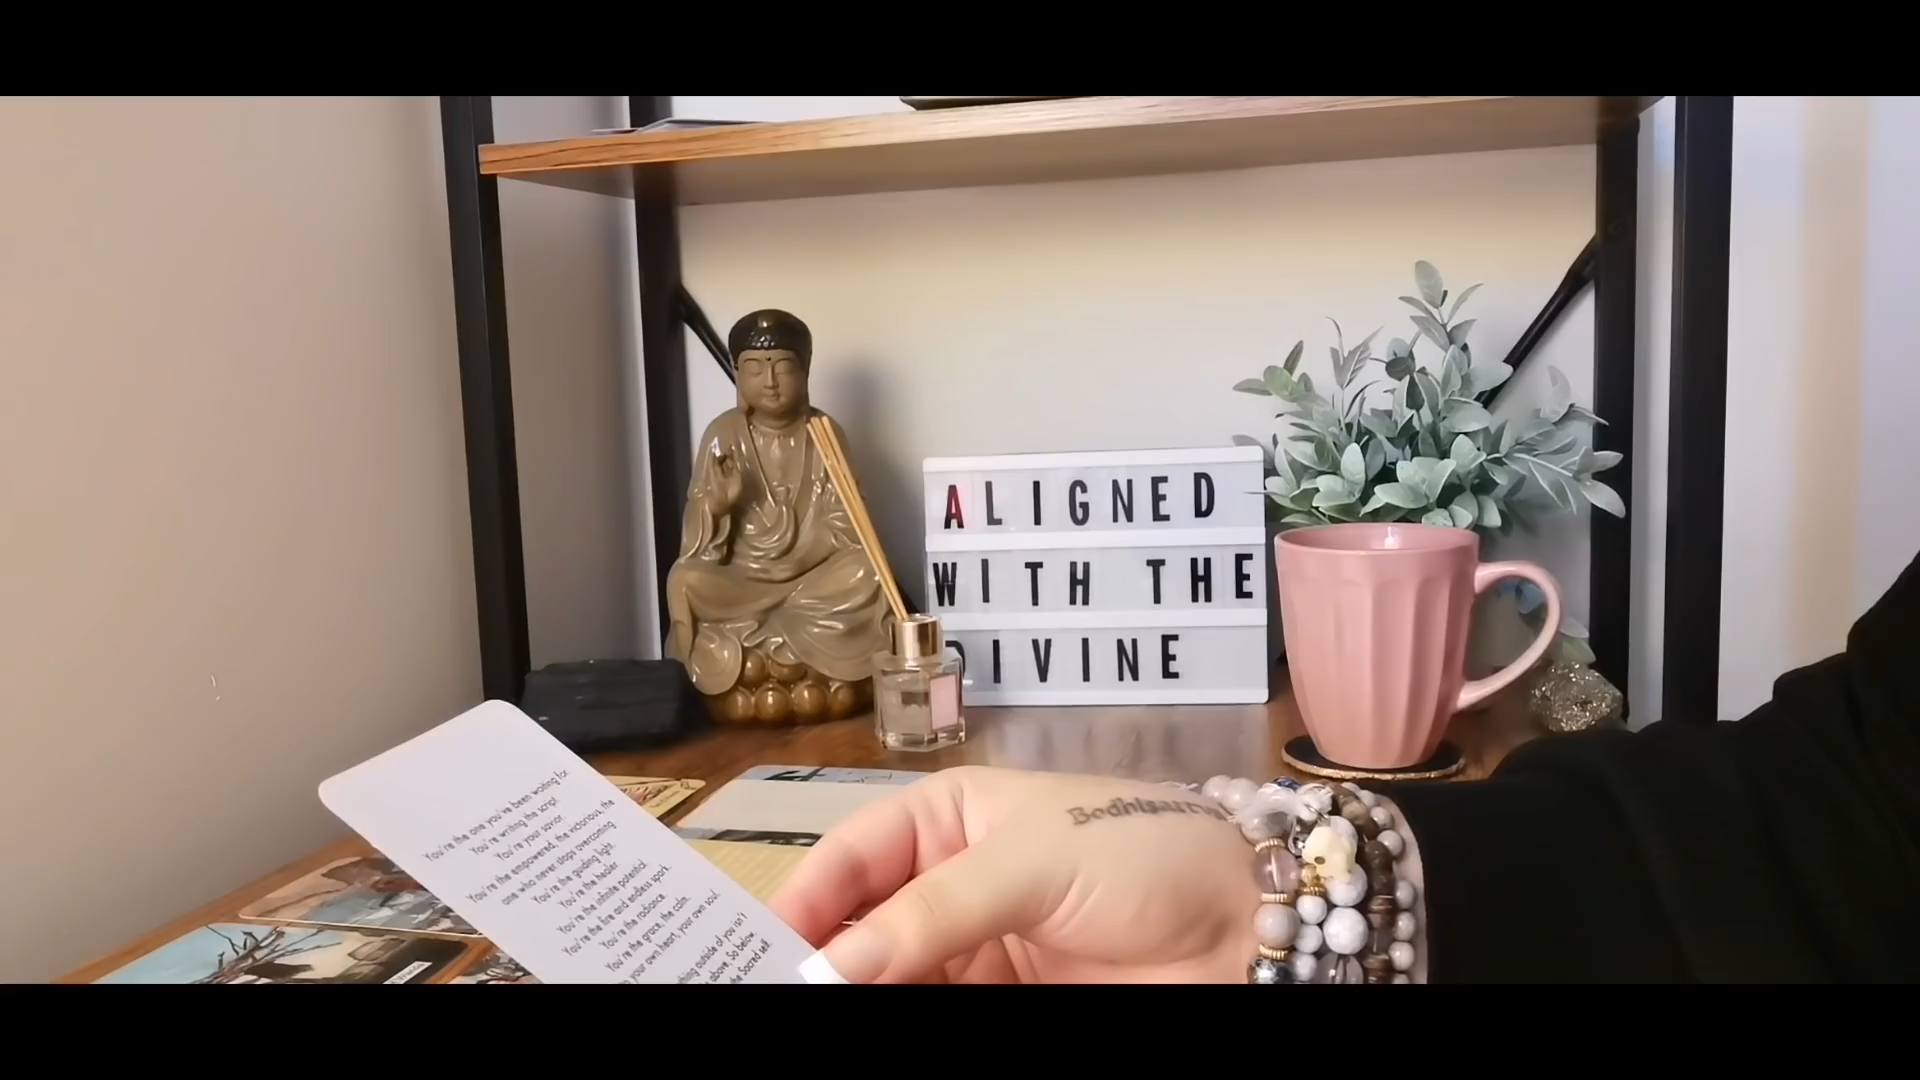 ALIGNED
WITH THE
DIVINE
Bodhisattva
You're the one you've been waiting for.
You're writing the script.
You're your savior.
You're the empowered, the victorious, the
one who never stops overcoming
You're the guiding light.
You're the healer.
You're the infinite potential.
You're the fire and endless spark.
You're the radiance.
You're the grace, the calm.
your own heart, your own soul.
outside of you isn't
above, So below.
the Sacred self.